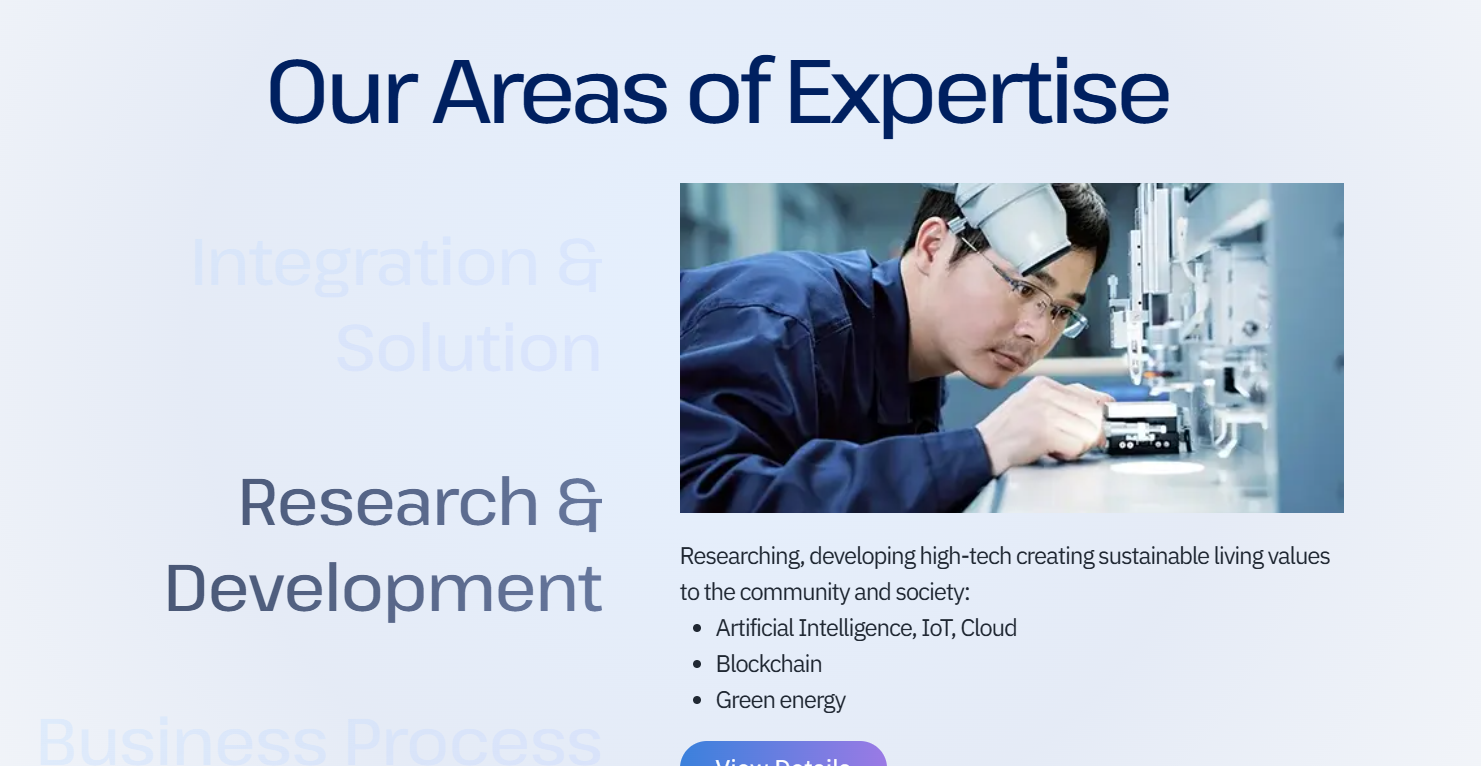 Our Areas of Expertise
Integration &
Solution
Research &
Development
Business Process
Researching, developing high-tech creating sustainable living values
to the community and society:
• Artificial Intelligence, IoT, Cloud
• Blockchain
• Green energy
View Details